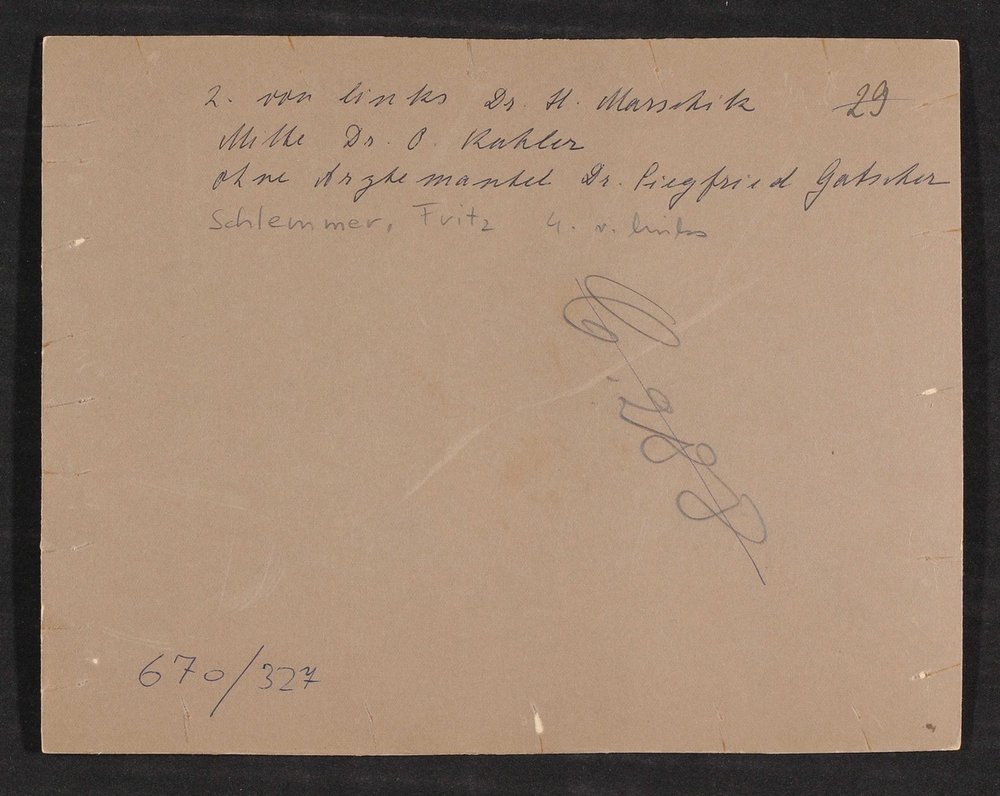 2. von links Dr. H. Marschik 29
Mitte Dr. O. Kahler
ohne Arztemantel Dr. Siegfried Gatscher
Schlemmer, Fritz 4. v. links
670/327